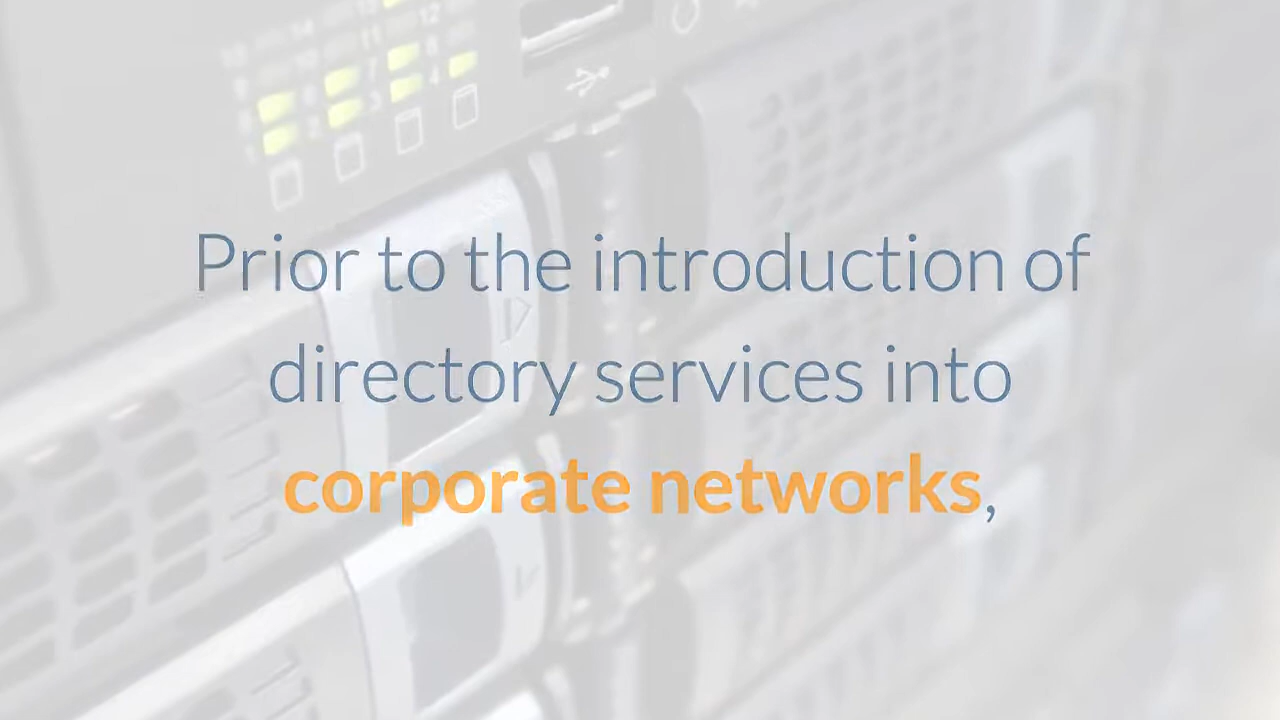 Prior to the introduction of
directory services into
corporate networks,